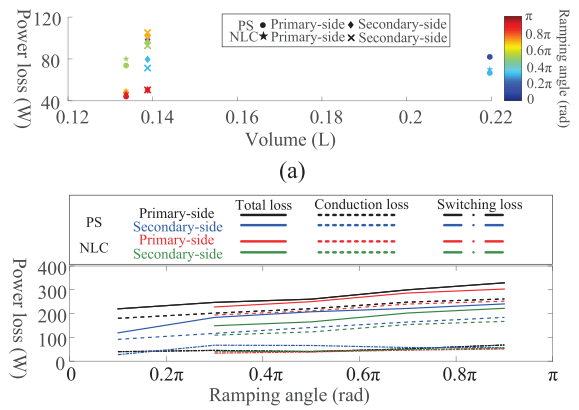 120
80
40
Power loss (W)
PS Primary-side Secondary-side
NLC Primary-side Secondary-side
0.12 0.14 0.16 0.18 0.20 0.22
Volume (L)
π
0.8π
0.6π
0.4π
0.2π
0
Ramping angle (rad)
(a)
Total loss Conduction loss Switching loss
PS Primary-side
Secondary-side
NLC Primary-side
Secondary-side
400
300
200
100
0
Power loss (W)
0 0.2π 0.4π 0.6π 0.8π π
Ramping angle (rad)